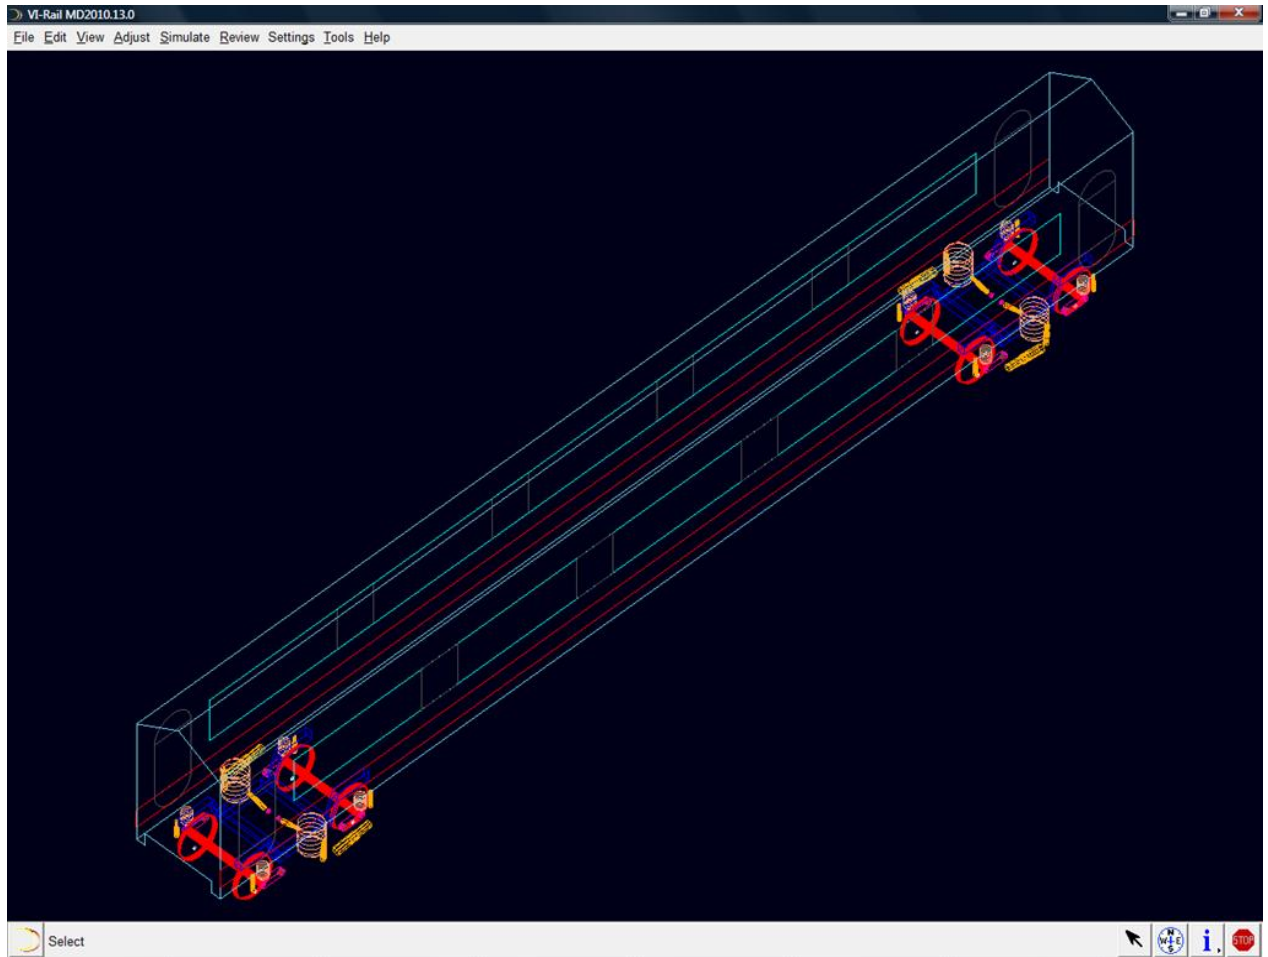 VI-Rail MD2010.13.0
File Edit View Adjust Simulate Review Settings Tools Help
Select
N
W E
S
i
STOP